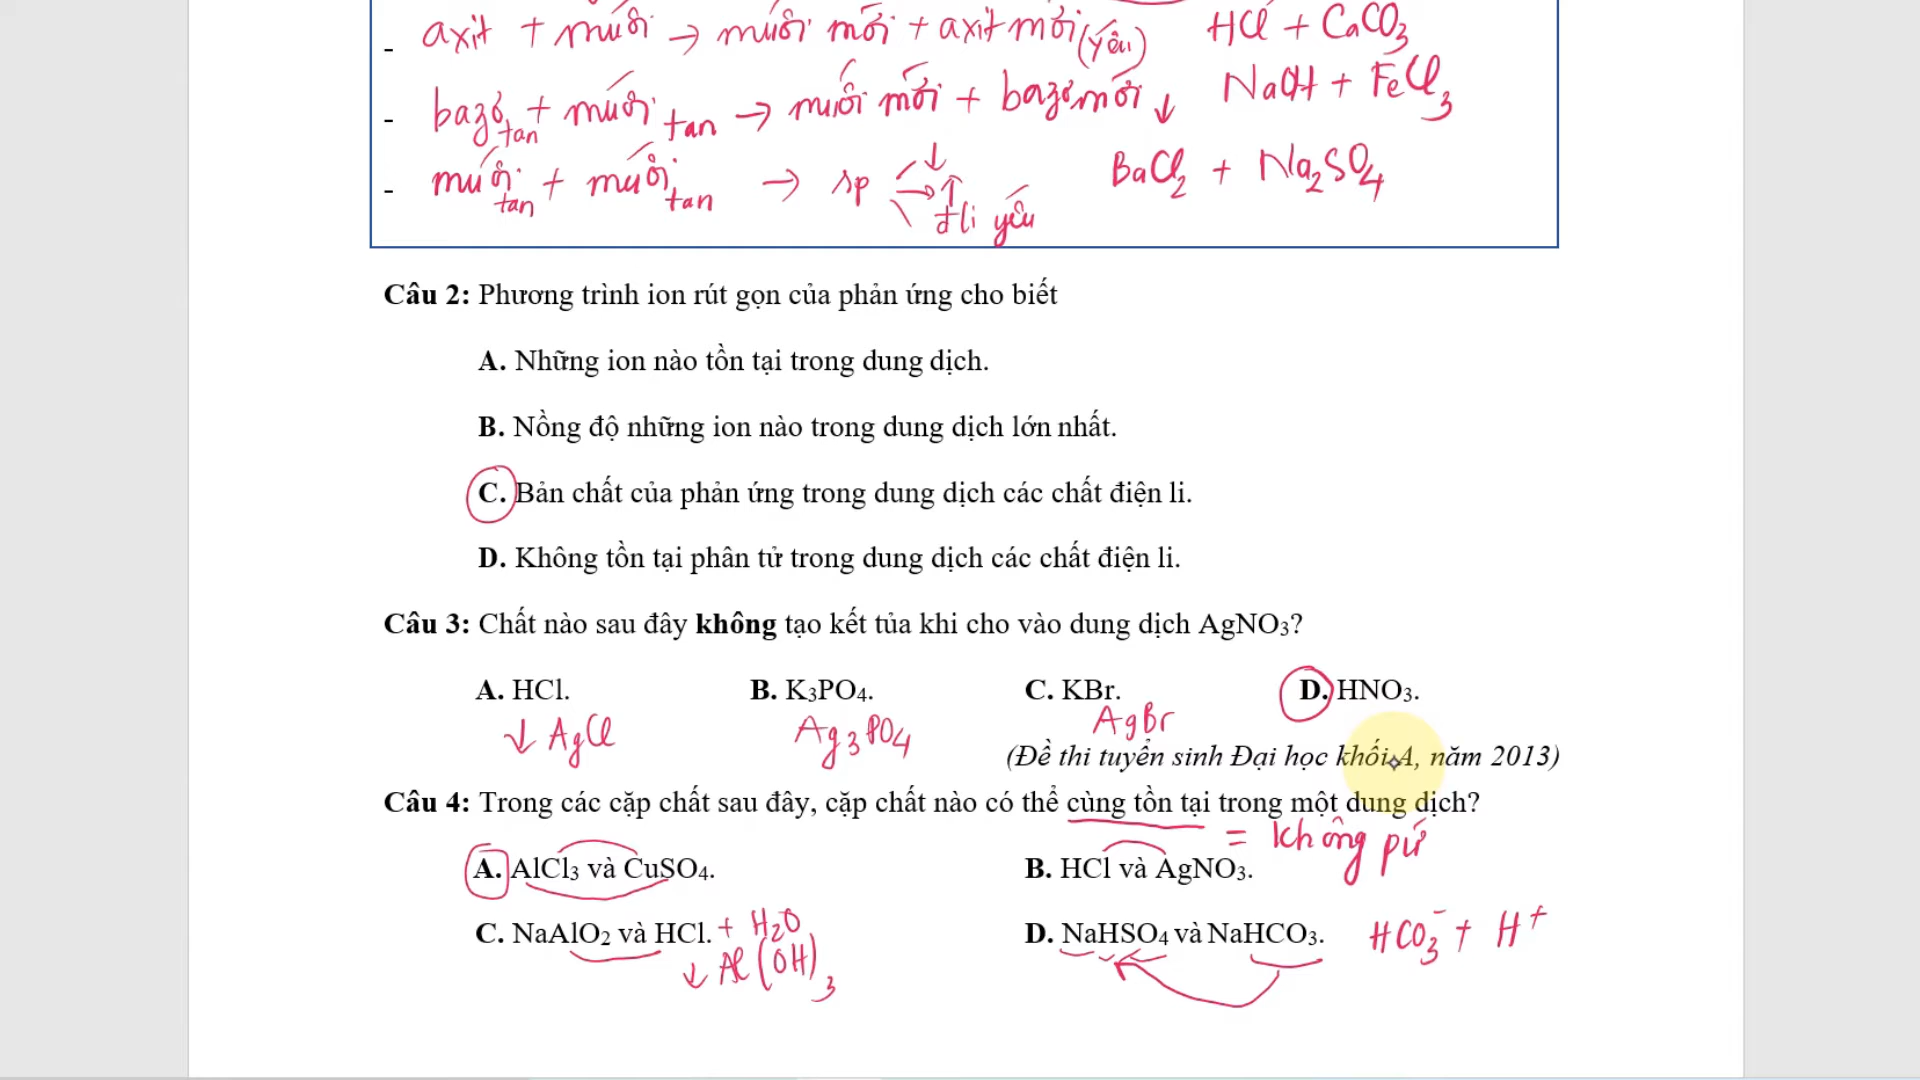 - axit + muối → muối mới + axit mới (yếu) HCl + CaCO3
- bazơ tan + muối tan → muối mới + bazơ mới ↓ NaOH + FeCl3
- muối tan + muối tan → sp ↓ ↑ đli yếu BaCl2 + Na2SO4
Câu 2: Phương trình ion rút gọn của phản ứng cho biết
A. Những ion nào tồn tại trong dung dịch.
B. Nồng độ những ion nào trong dung dịch lớn nhất.
C. Bản chất của phản ứng trong dung dịch các chất điện li.
D. Không tồn tại phân tử trong dung dịch các chất điện li.
Câu 3: Chất nào sau đây không tạo kết tủa khi cho vào dung dịch AgNO3?
A. HCl. B. K3PO4. C. KBr. D. HNO3.
↓ AgCl Ag3PO4 AgBr
(Đề thi tuyển sinh Đại học khối A, năm 2013)
Câu 4: Trong các cặp chất sau đây, cặp chất nào có thể cùng tồn tại trong một dung dịch?
= không pứ
A. AlCl3 và CuSO4. B. HCl và AgNO3.
C. NaAlO2 và HCl. + H2O D. NaHSO4 và NaHCO3. HCO3- + H+
↓ Al(OH)3